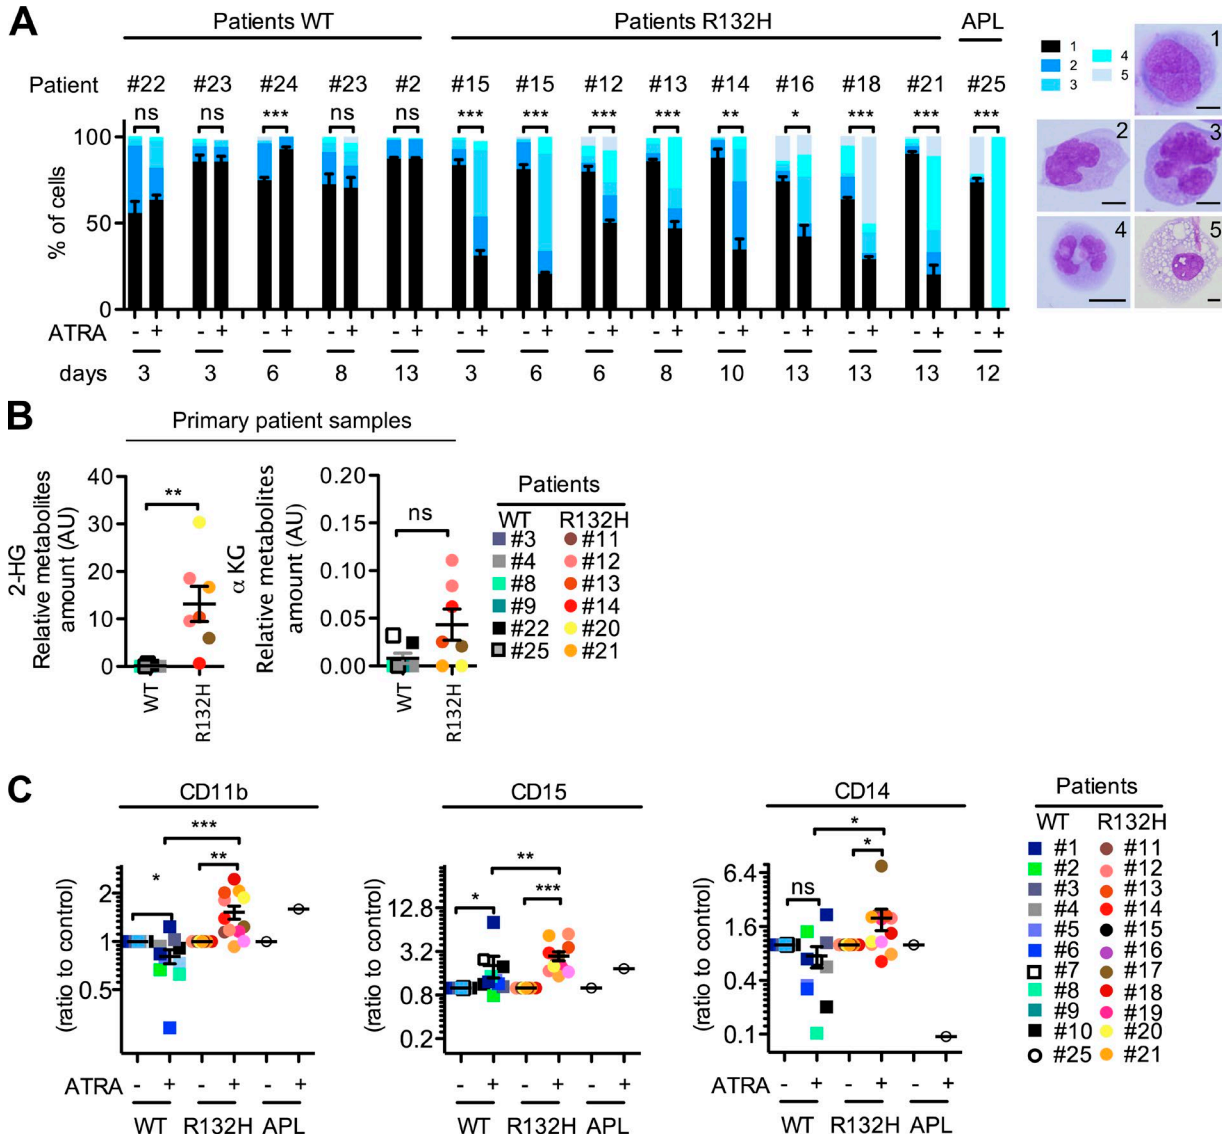 A
Patients WT
Patients R132H
APL
Patient #22 #23 #24 #23 #2 #15 #15 #12 #13 #14 #16 #18 #21 #25
ns ns *** ns ns *** *** *** *** ** * *** *** ***
1
2
3
4
5
1
2
3
4
5
% of cells
100
50
0
ATRA - + - + - + - + - + - + - + - + - + - + - + - + - + - +
days 3 3 6 8 13 3 6 6 8 10 13 13 13 12
B
Primary patient samples
2-HG
Relative metabolites
amount (AU)
40
30
20
10
0
**
WT
R132H
α KG
Relative metabolites
amount (AU)
0.20
0.15
0.10
0.05
0.00
ns
WT
R132H
Patients
WT R132H
#3 #11
#4 #12
#8 #13
#9 #14
#22 #20
#25 #21
C
CD11b
(ratio to control)
2
1
0.5
*
**
***
ATRA - + - + - +
WT R132H APL
CD15
(ratio to control)
12.8
3.2
0.8
0.2
*
***
**
- + - + - +
WT R132H APL
CD14
(ratio to control)
6.4
1.6
0.4
0.1
ns
*
*
ATRA - + - + - +
WT R132H APL
Patients
WT R132H
#1 #11
#2 #12
#3 #13
#4 #14
#5 #15
#6 #16
#7 #17
#8 #18
#9 #19
#10 #20
#25 #21